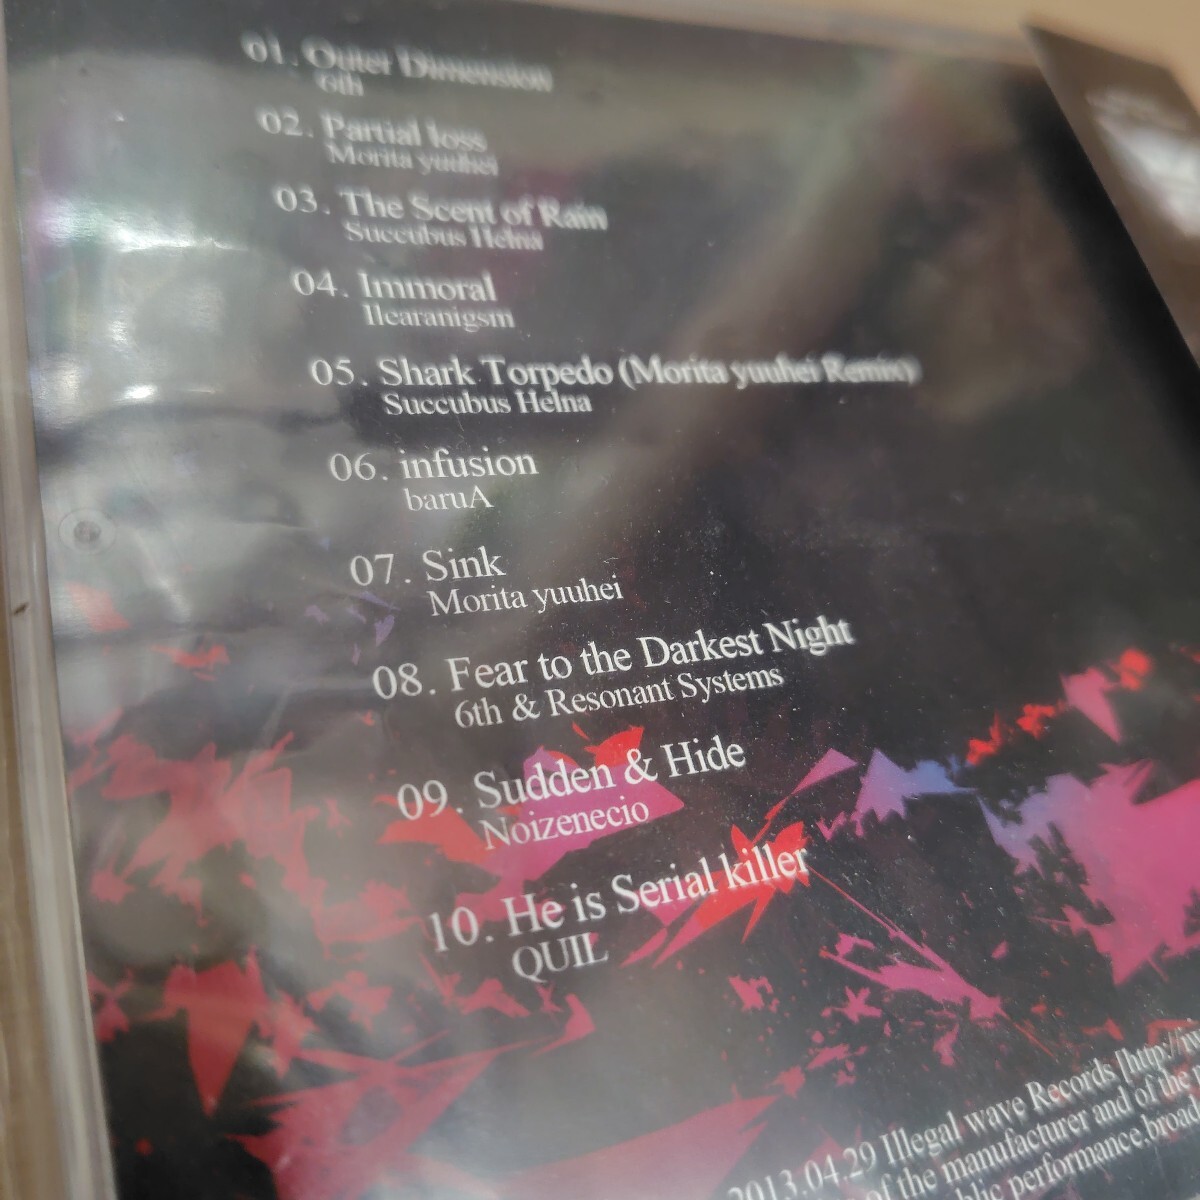 01. Outer Dimension
6th
02. Partial loss
Morita yuuhei
03. The Scent of Rain
Succubus Helna
04. Immoral
Ilearanigsm
05. Shark Torpedo (Morita yuuhei Remix)
Succubus Helna
06. infusion
baruA
07. Sink
Morita yuuhei
08. Fear to the Darkest Night
6th & Resonant Systems
09. Sudden & Hide
Noizenecio
10. He is Serial killer
QUIL
2013.04.29 Illegal wave Records [http://
of the manufacturer and of the
performance,broad